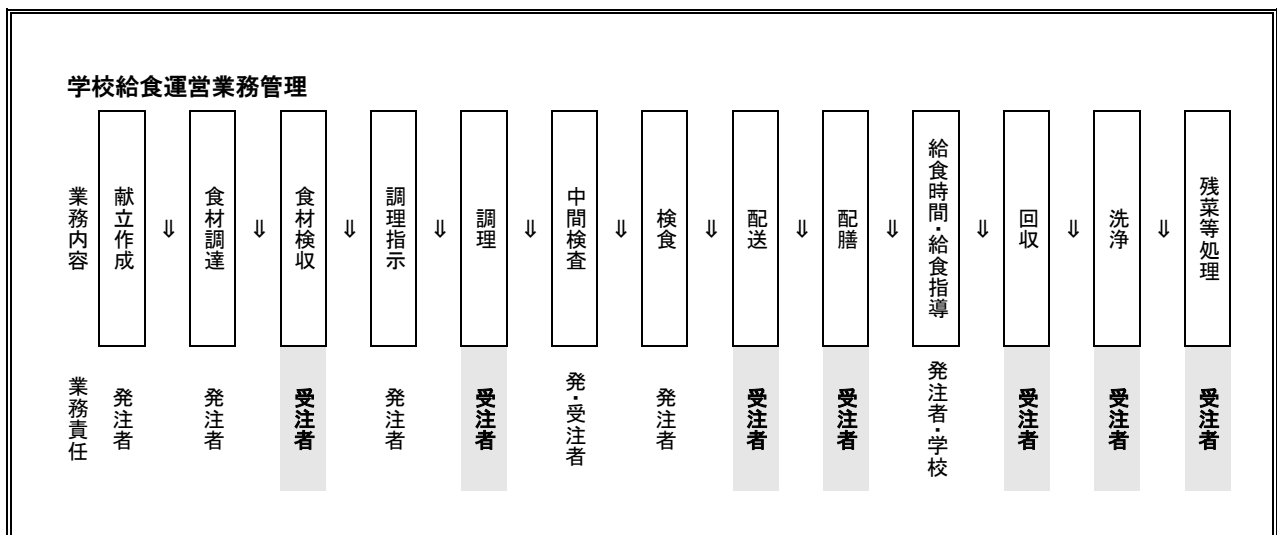 学校給食運営業務管理
業務内容
献立作成
⇓
食材調達
⇓
食材検収
⇓
調理指示
⇓
調理
⇓
中間検査
⇓
検食
⇓
配送
⇓
配膳
⇓
給食時間・給食指導
⇓
回収
⇓
洗浄
⇓
残菜等処理
業務責任
発注者
発注者
受注者
発注者
受注者
発・受注者
発注者
受注者
受注者
発注者・学校
受注者
受注者
受注者